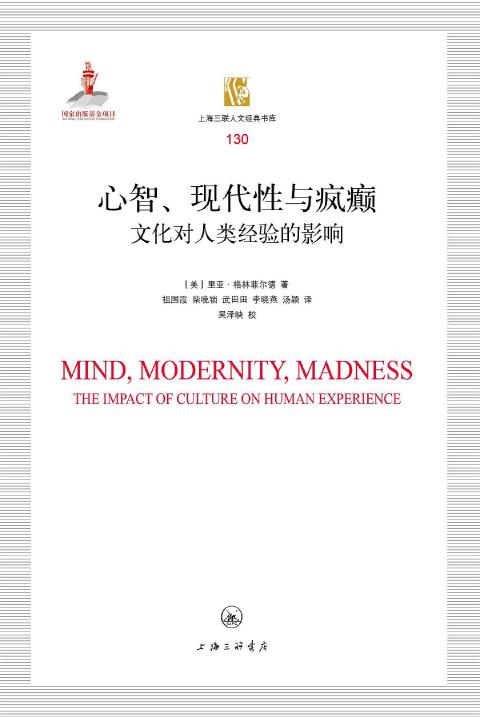 国家出版基金项目
上海三联人文经典书库
130
心智、现代性与疯癫
文化对人类经验的影响
［美］里亚·格林菲尔德 著
祖国霞 柴晚锁 武田田 李晓燕 汤颖 译
吴泽映 校
MIND, MODERNITY, MADNESS
THE IMPACT OF CULTURE ON HUMAN EXPERIENCE
上海三联书店